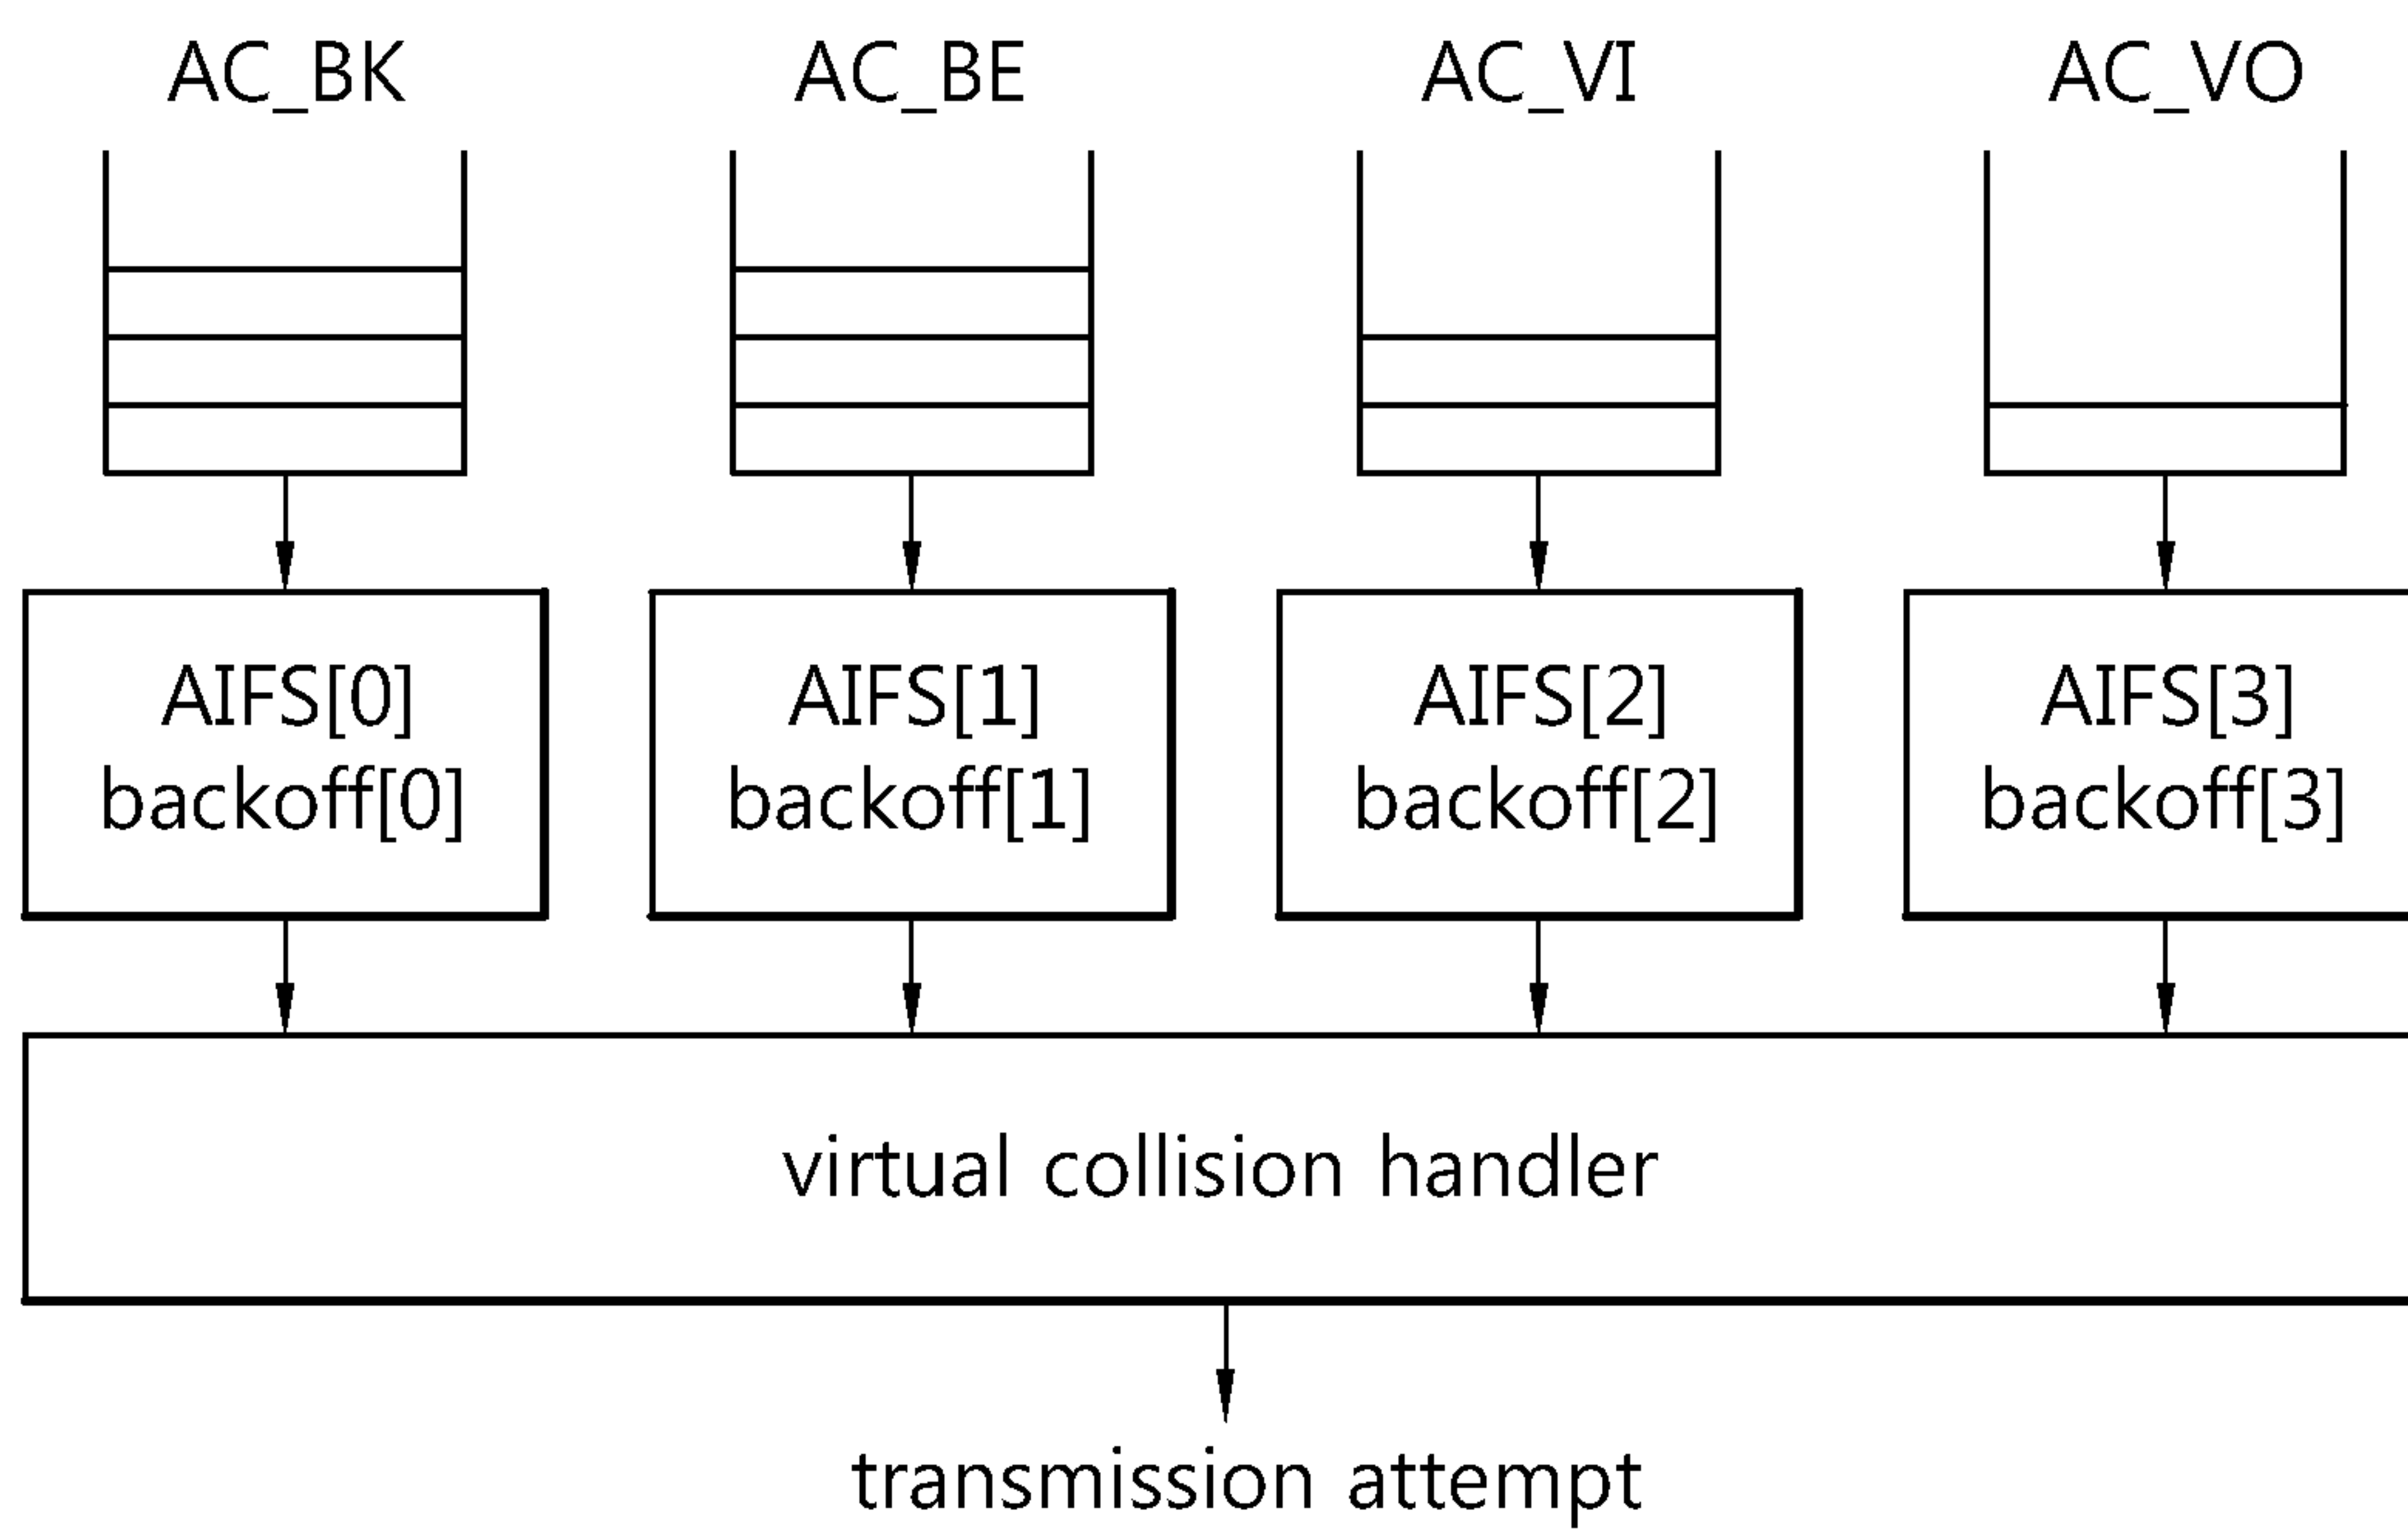 AC_BK AC_BE AC_VI AC_VO
AIFS[0] AIFS[1] AIFS[2] AIFS[3]
backoff[0] backoff[1] backoff[2] backoff[3]
virtual collision handler
transmission attempt